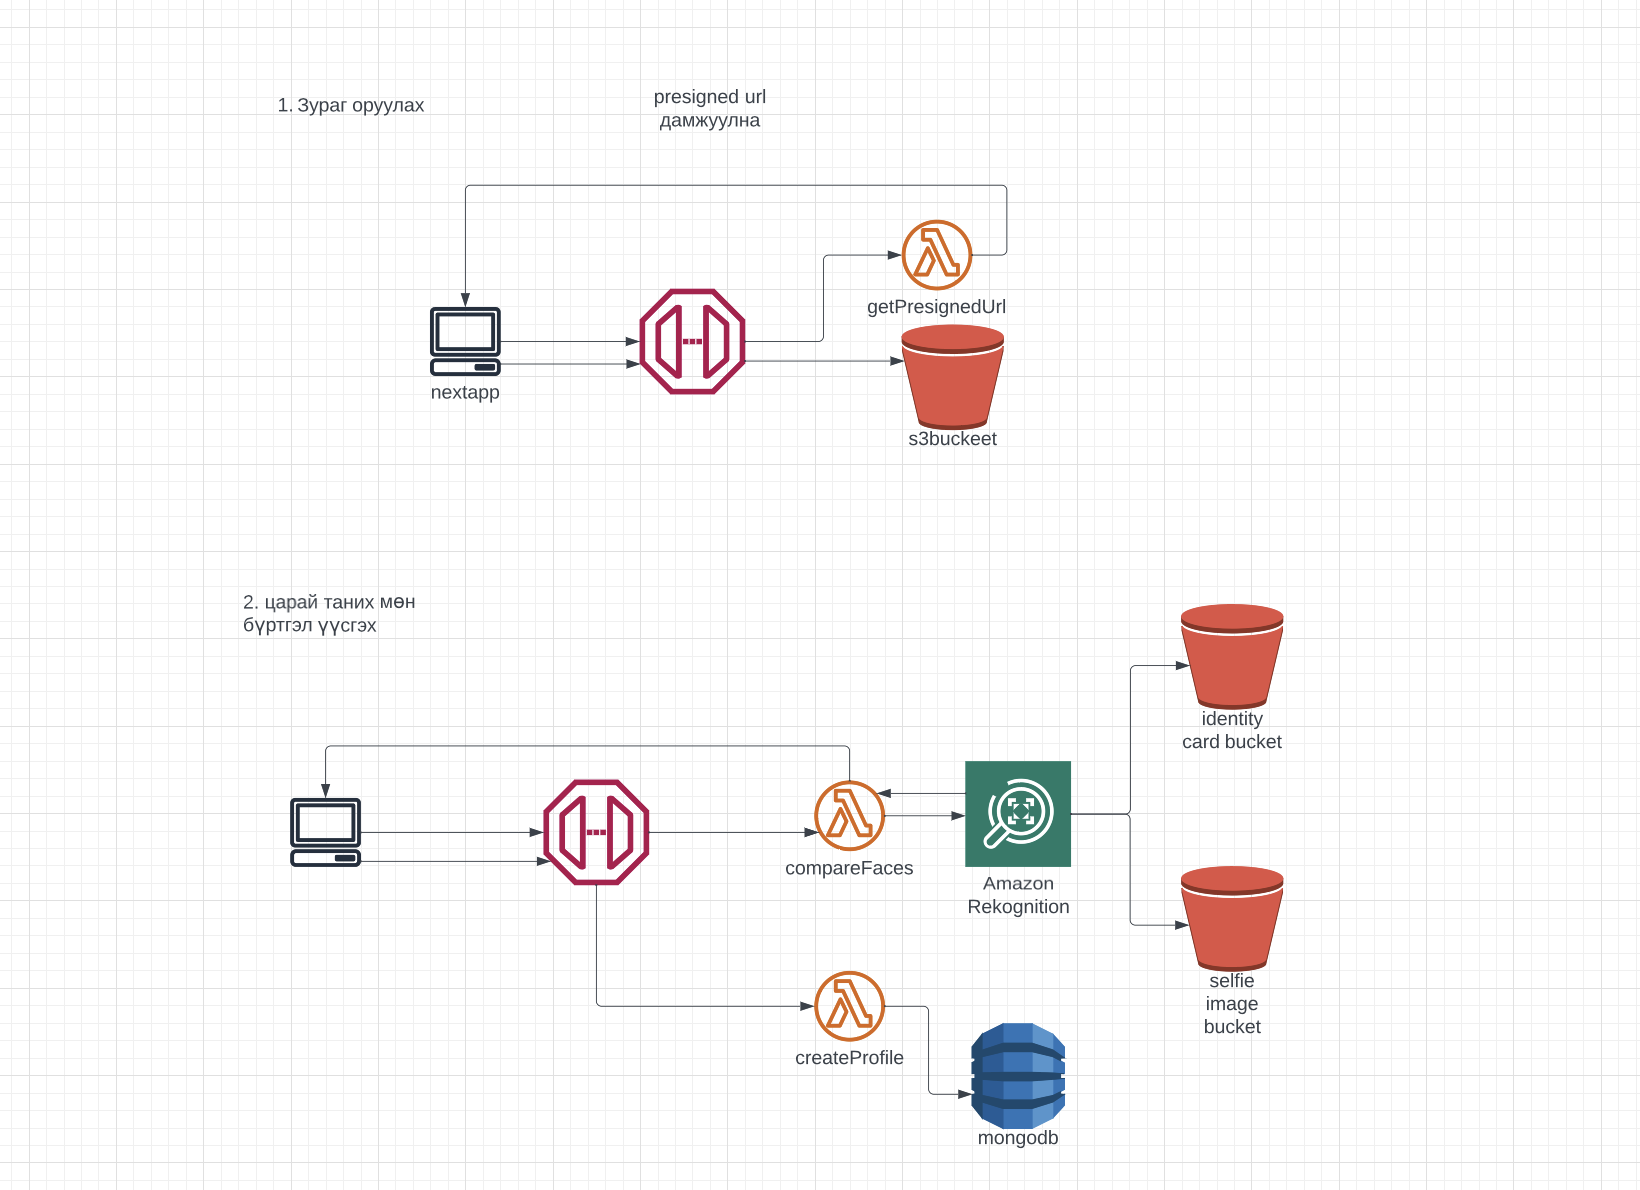 1. Зураг оруулах
presigned url
дамжуулна
getPresignedUrl
nextapp
s3buckeet
2. царай таних мөн
бүртгэл үүсгэх
identity
card bucket
compareFaces
Amazon
Rekognition
selfie
image
bucket
createProfile
mongodb